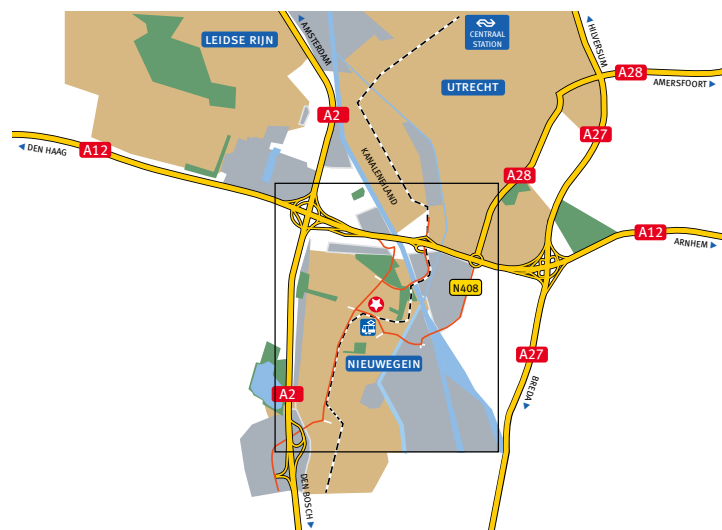 LEIDSE RIJN
AMSTERDAM
CENTRAAL
STATION
HILVERSUM
UTRECHT
A28
AMERSFOORT
A2
A27
A12
DEN HAAG
KANALENEILAND
A28
A12
ARNHEM
N408
A27
NIEUWEGEIN
A2
BREDA
DEN BOSCH